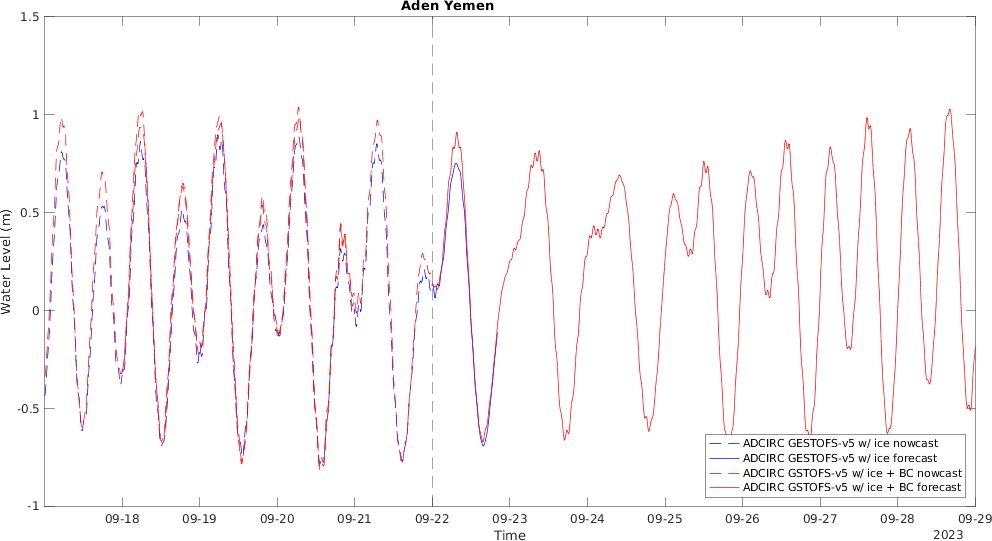 Aden Yemen
1.5
1
0.5
0
-0.5
-1
Water Level (m)
09-18 09-19 09-20 09-21 09-22 09-23 09-24 09-25 09-26 09-27 09-28 09-29
Time
2023
ADCIRC GESTOFS-v5 w/ ice nowcast
ADCIRC GESTOFS-v5 w/ ice forecast
ADCIRC GSTOFS-v5 w/ ice + BC nowcast
ADCIRC GSTOFS-v5 w/ ice + BC forecast